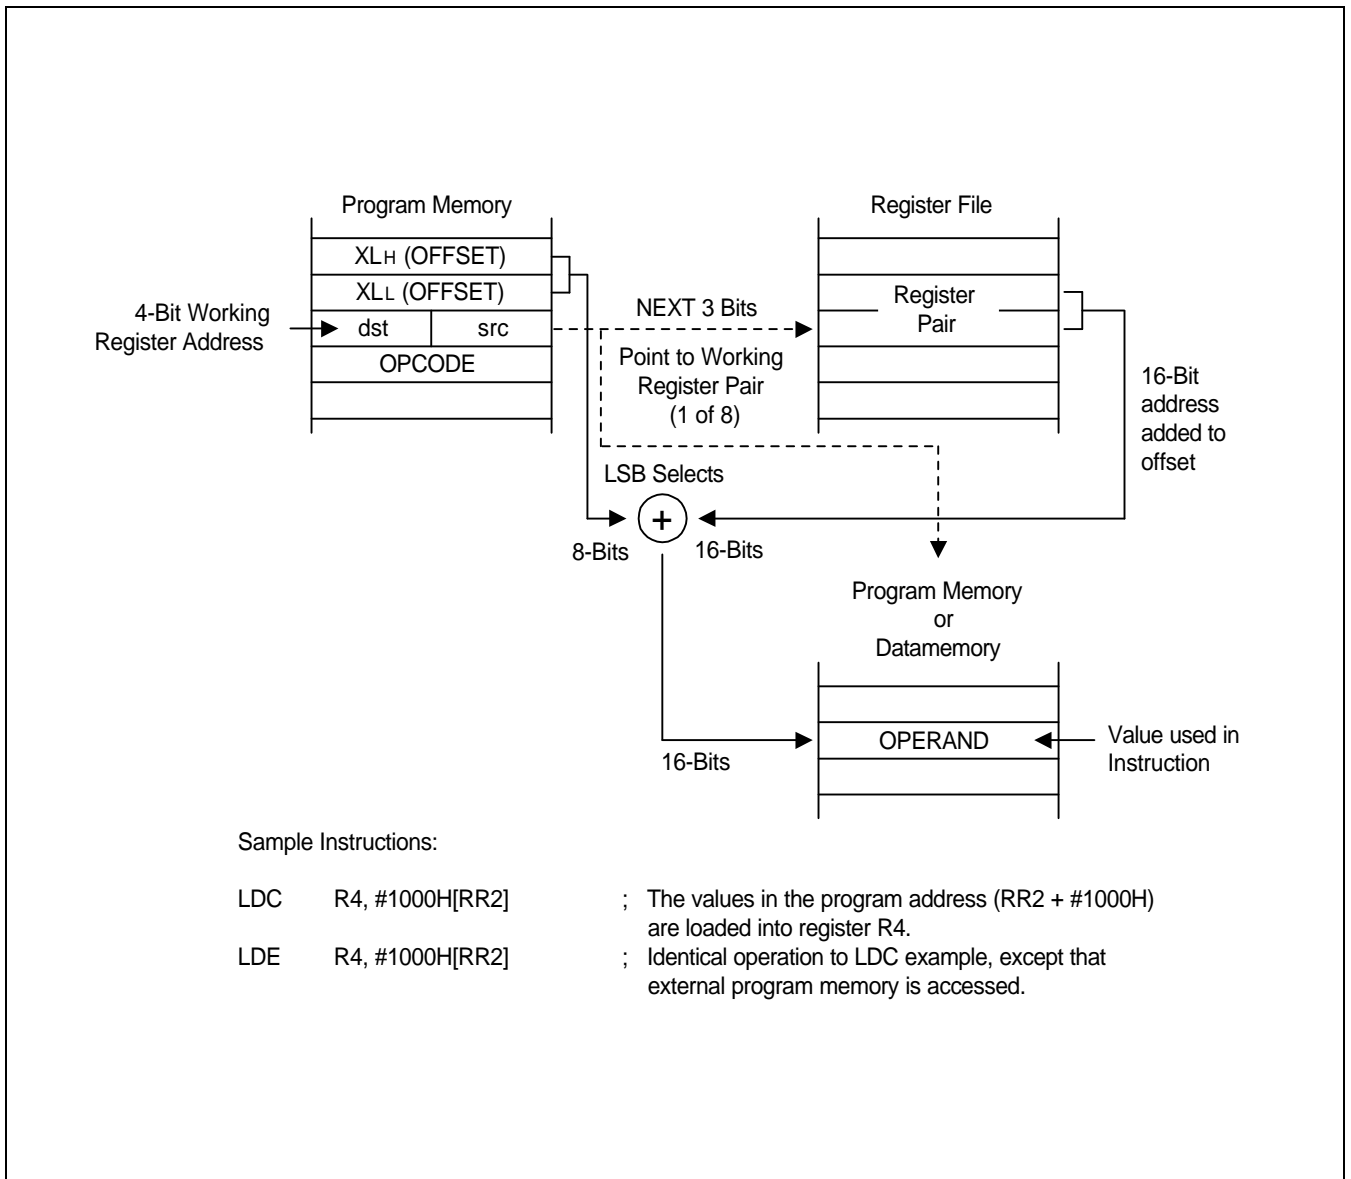 Program Memory
Register File
XLH (OFFSET)
XLL (OFFSET)
4-Bit Working
Register Address
dst src
OPCODE
NEXT 3 Bits
Point to Working
Register Pair
(1 of 8)
Register
Pair
16-Bit
address
added to
offset
LSB Selects
+
8-Bits
16-Bits
Program Memory
or
Datamemory
16-Bits
OPERAND
Value used in
Instruction
Sample Instructions:
LDC R4, #1000H[RR2] ; The values in the program address (RR2 + #1000H)
are loaded into register R4.
LDE R4, #1000H[RR2] ; Identical operation to LDC example, except that
external program memory is accessed.